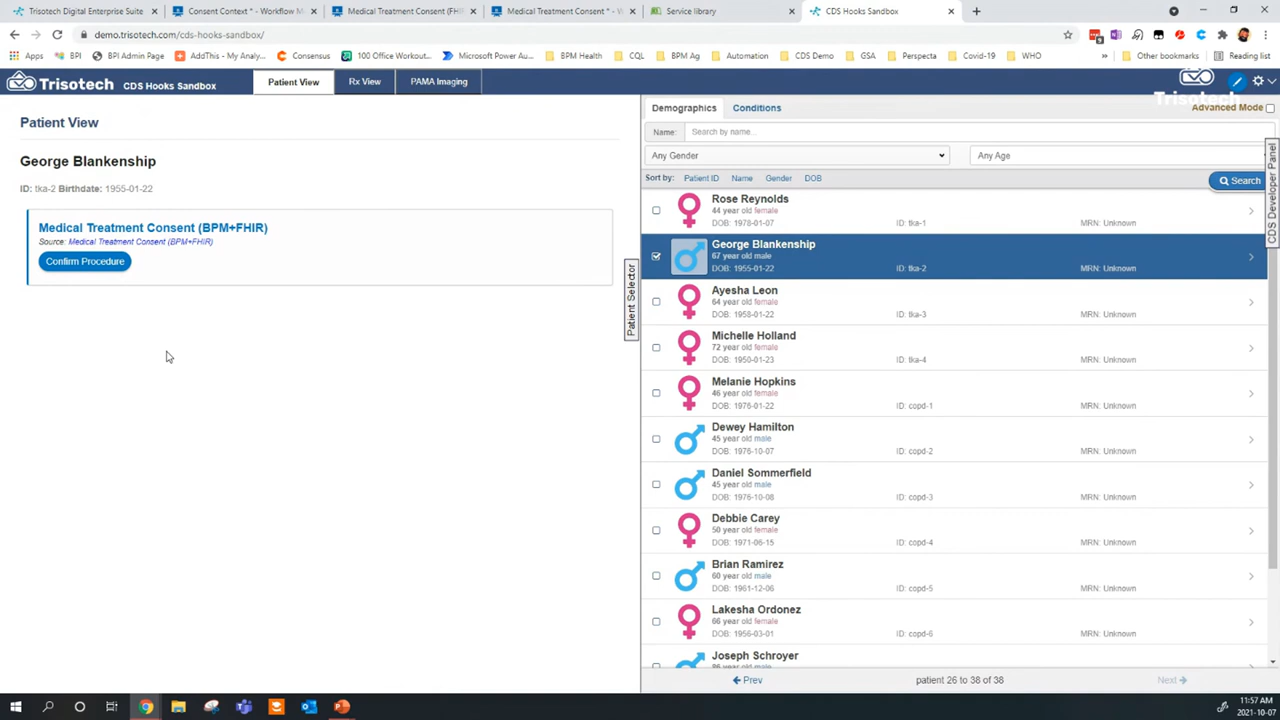 Trisotech Digital Enterprise Suite
Consent Context * - Workflow M
Medical Treatment Consent (FHI
Medical Treatment Consent * - W
Service library
CDS Hooks Sandbox
demo.trisotech.com/cds-hooks-sandbox/
Apps
BPI
BPI Admin Page
AddThis - My Analy...
Consensus
100 Office Workout...
Microsoft Power Au...
BPM Health
CQL
BPM Ag
Automation
CDS Demo
GSA
Perspecta
Covid-19
WHO
Other bookmarks
Reading list
Trisotech CDS Hooks Sandbox
Patient View
Rx View
PAMA Imaging
Trisotech
Patient View
George Blankenship
ID: tka-2 Birthdate: 1955-01-22
Medical Treatment Consent (BPM+FHIR)
Source: Medical Treatment Consent (BPM+FHIR)
Confirm Procedure
Patient Selector
Demographics
Conditions
Advanced Mode
Name: Search by name...
Any Gender
Any Age
Sort by: Patient ID Name Gender DOB
Search
CDS Developer Panel
Rose Reynolds
44 year old female
DOB: 1978-01-07 ID: tka-1 MRN: Unknown
George Blankenship
67 year old male
DOB: 1955-01-22 ID: tka-2 MRN: Unknown
Ayesha Leon
64 year old female
DOB: 1958-01-22 ID: tka-3 MRN: Unknown
Michelle Holland
72 year old female
DOB: 1950-01-23 ID: tka-4 MRN: Unknown
Melanie Hopkins
46 year old female
DOB: 1976-01-22 ID: copd-1 MRN: Unknown
Dewey Hamilton
45 year old male
DOB: 1976-10-07 ID: copd-2 MRN: Unknown
Daniel Sommerfield
45 year old male
DOB: 1976-10-08 ID: copd-3 MRN: Unknown
Debbie Carey
50 year old female
DOB: 1971-06-15 ID: copd-4 MRN: Unknown
Brian Ramirez
60 year old male
DOB: 1961-12-06 ID: copd-5 MRN: Unknown
Lakesha Ordonez
66 year old female
DOB: 1956-03-01 ID: copd-6 MRN: Unknown
Joseph Schroyer
Prev
patient 26 to 38 of 38
Next
11:57 AM
2021-10-07